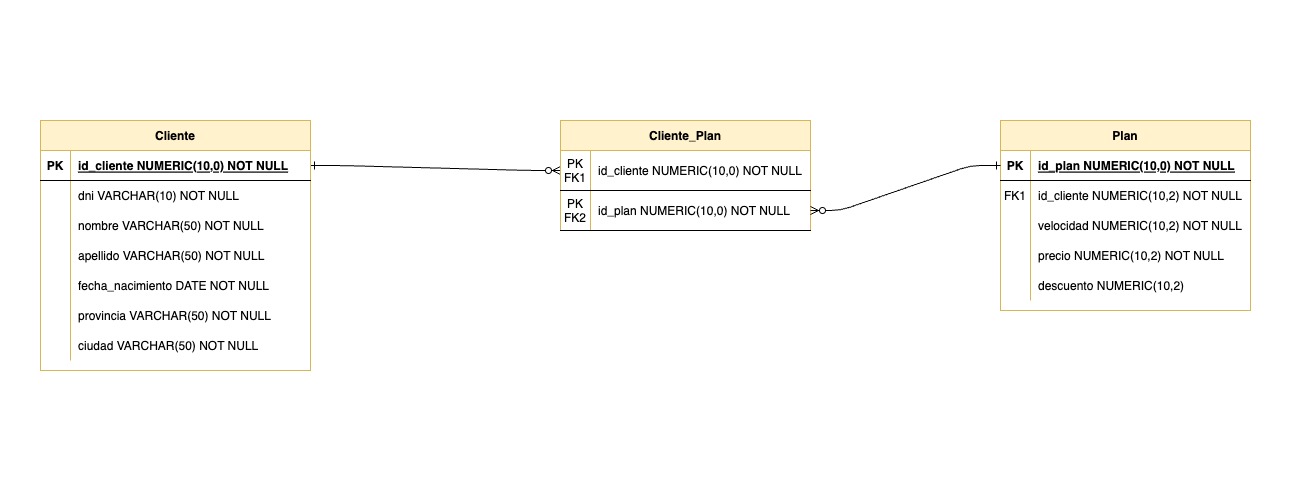 Cliente
PK id_cliente NUMERIC(10,0) NOT NULL
dni VARCHAR(10) NOT NULL
nombre VARCHAR(50) NOT NULL
apellido VARCHAR(50) NOT NULL
fecha_nacimiento DATE NOT NULL
provincia VARCHAR(50) NOT NULL
ciudad VARCHAR(50) NOT NULL
Cliente_Plan
PK
FK1
id_cliente NUMERIC(10,0) NOT NULL
PK
FK2
id_plan NUMERIC(10,0) NOT NULL
Plan
PK id_plan NUMERIC(10,0) NOT NULL
FK1 id_cliente NUMERIC(10,2) NOT NULL
velocidad NUMERIC(10,2) NOT NULL
precio NUMERIC(10,2) NOT NULL
descuento NUMERIC(10,2)